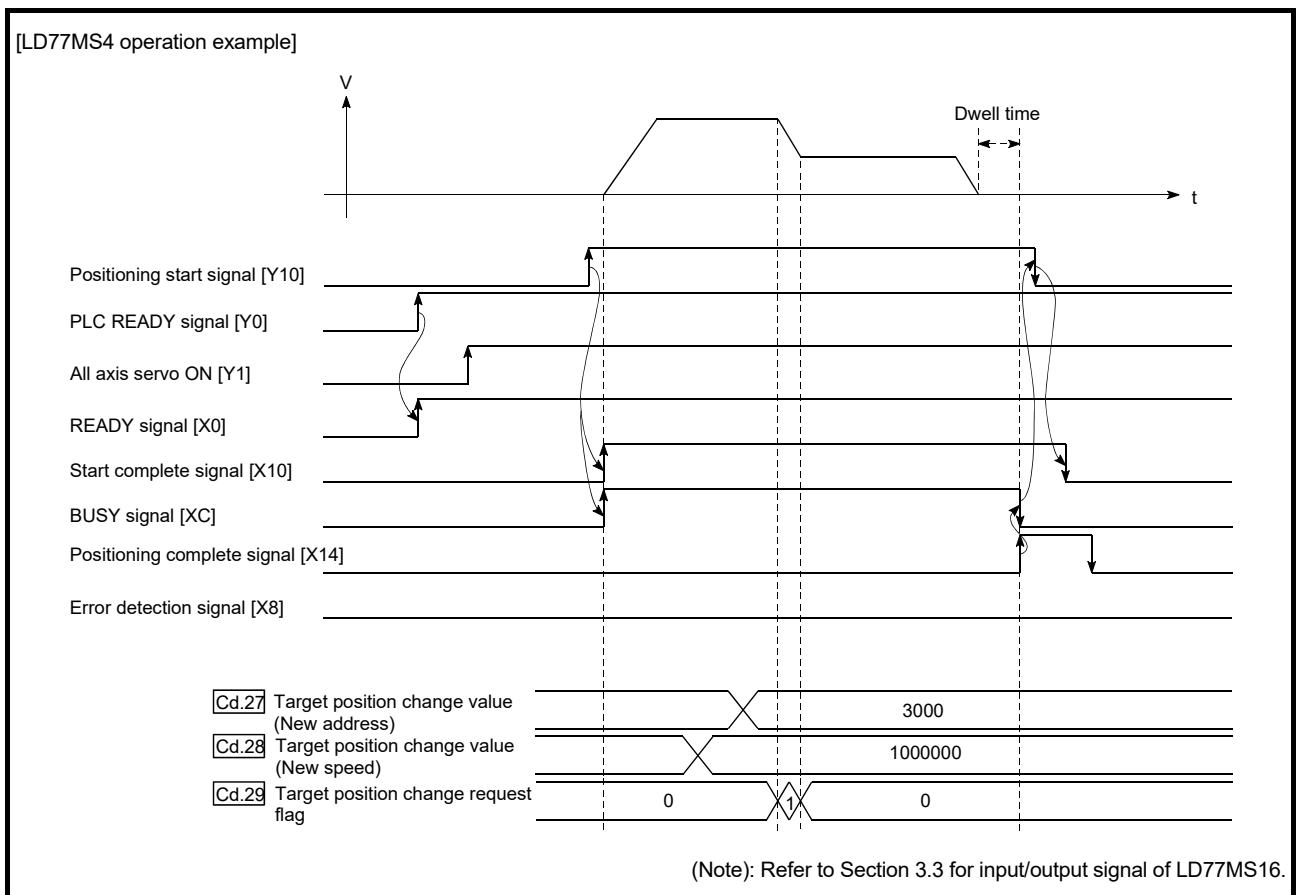 [LD77MS4 operation example]
V
Dwell time
t
Positioning start signal [Y10]
PLC READY signal [Y0]
All axis servo ON [Y1]
READY signal [X0]
Start complete signal [X10]
BUSY signal [XC]
Positioning complete signal [X14]
Error detection signal [X8]
Cd.27 Target position change value
(New address)
3000
Cd.28 Target position change value
(New speed)
1000000
Cd.29 Target position change request
flag
0 1 0
(Note): Refer to Section 3.3 for input/output signal of LD77MS16.